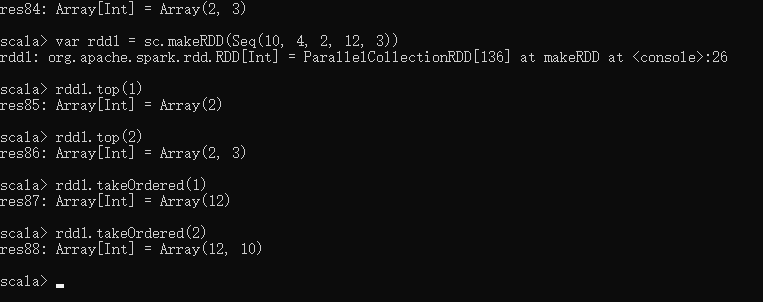 res84: Array[Int] = Array(2, 3)
scala> var rdd1 = sc.makeRDD(Seq(10, 4, 2, 12, 3))
rdd1: org.apache.spark.rdd.RDD[Int] = ParallelCollectionRDD[136] at makeRDD at <console>:26
scala> rdd1.top(1)
res85: Array[Int] = Array(2)
scala> rdd1.top(2)
res86: Array[Int] = Array(2, 3)
scala> rdd1.takeOrdered(1)
res87: Array[Int] = Array(12)
scala> rdd1.takeOrdered(2)
res88: Array[Int] = Array(12, 10)
scala>